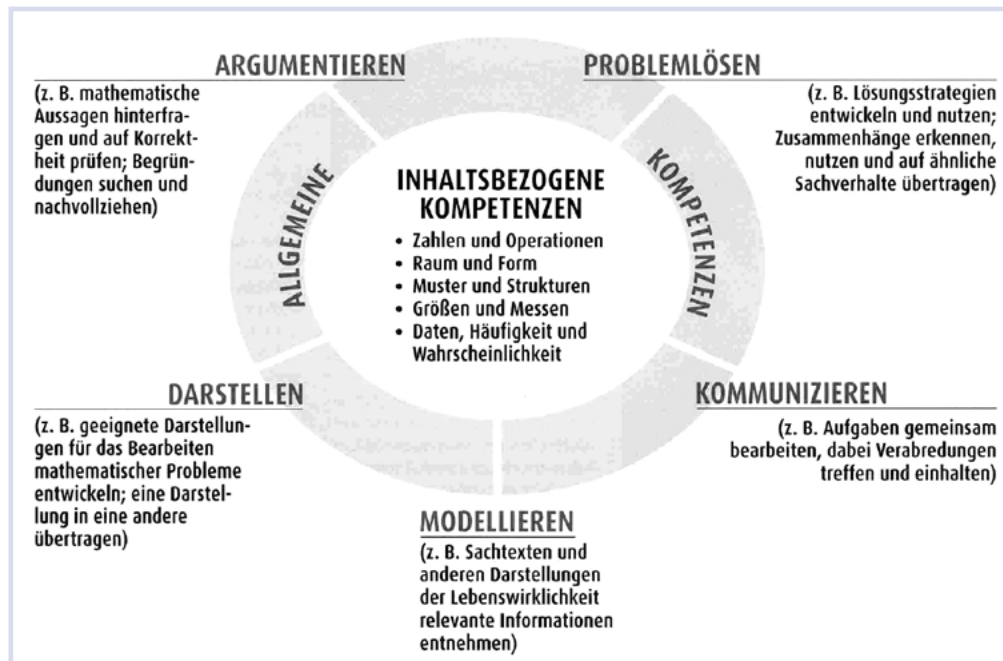 ARGUMENTIEREN
(z. B. mathematische
Aussagen hinterfra-
gen und auf Korrekt-
heit prüfen; Begrün-
dungen suchen und
nachvollziehen)
PROBLEMLÖSEN
(z. B. Lösungsstrategien
entwickeln und nutzen;
Zusammenhänge erkennen,
nutzen und auf ähnliche
Sachverhalte übertragen)
ALLGEMEINE
KOMPETENZEN
INHALTSBEZOGENE
KOMPETENZEN
• Zahlen und Operationen
• Raum und Form
• Muster und Strukturen
• Größen und Messen
• Daten, Häufigkeit und
Wahrscheinlichkeit
DARSTELLEN
(z. B. geeignete Darstellun-
gen für das Bearbeiten
mathematischer Probleme
entwickeln; eine Darstel-
lung in eine andere
übertragen)
KOMMUNIZIEREN
(z. B. Aufgaben gemeinsam
bearbeiten, dabei Verabredungen
treffen und einhalten)
MODELLIEREN
(z. B. Sachtexten und
anderen Darstellungen
der Lebenswirklichkeit
relevante Informationen
entnehmen)